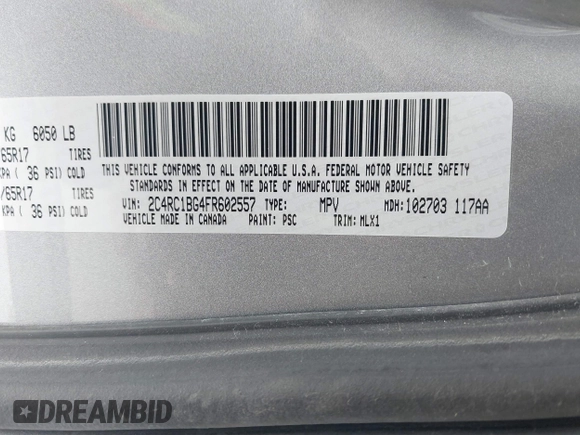 KG 6050 LB
65R17 TIRES
KPA ( 36 PSI) COLD
/65R17 TIRES
KPA ( 36 PSI) COLD
THIS VEHICLE CONFORMS TO ALL APPLICABLE U.S.A. FEDERAL MOTOR VEHICLE SAFETY
STANDARDS IN EFFECT ON THE DATE OF MANUFACTURE SHOWN ABOVE.
VIN: 2C4RC1BG4FR602557 TYPE: MPV MDH: 102703 117AA
VEHICLE MADE IN CANADA PAINT: PSC TRIM: MLX1
DREAMBID